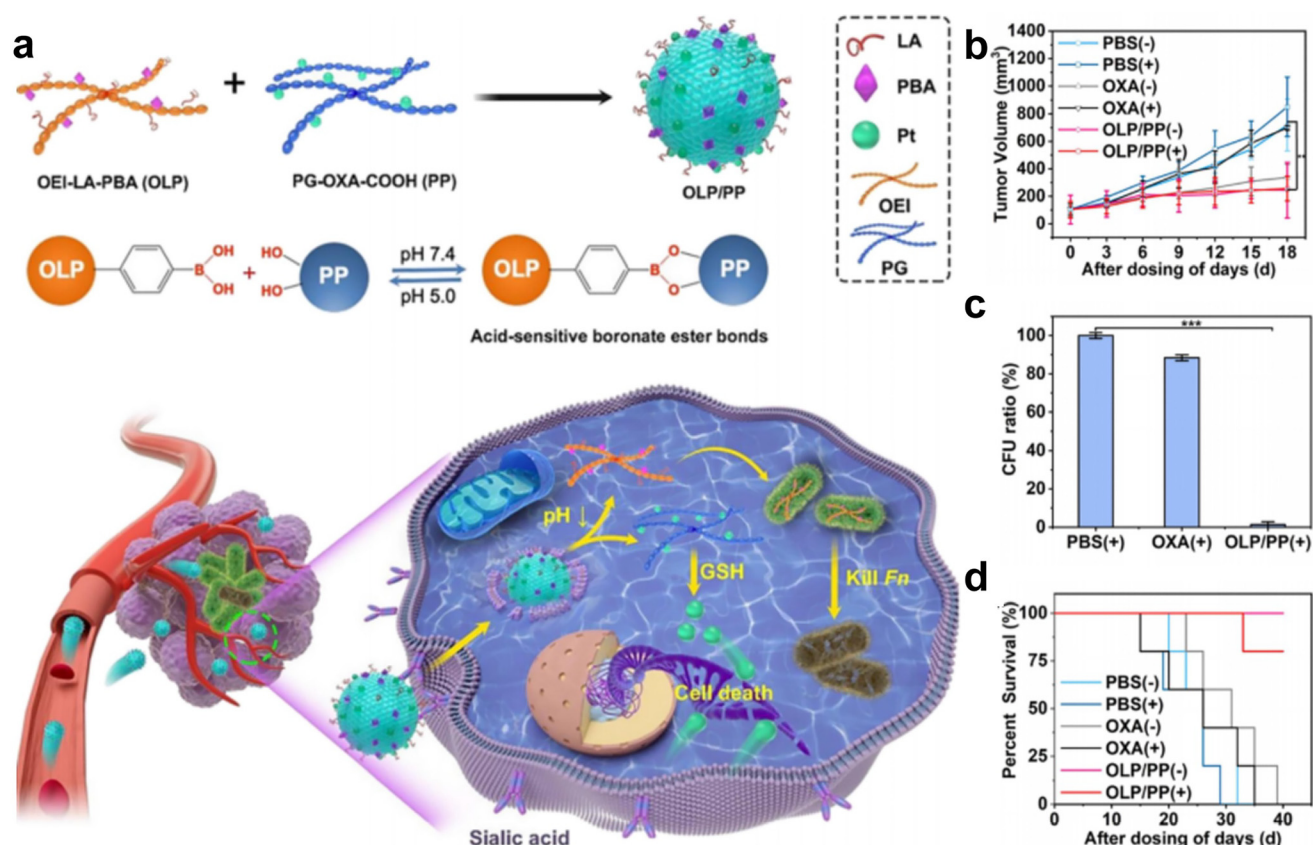 a
OEI-LA-PBA (OLP)
+
PG-OXA-COOH (PP)
OLP/PP
LA
PBA
Pt
OEI
PG
OLP
B
OH
OH
+
HO
HO
PP
pH 7.4
pH 5.0
OLP
B
O
O
PP
Acid-sensitive boronate ester bonds
pH ↓
GSH
Kill Fn
Cell death
Sialic acid
b
Tumor Volume (mm³)
1400
1200
1000
800
600
400
200
0
PBS(-)
PBS(+)
OXA(-)
OXA(+)
OLP/PP(-)
OLP/PP(+)
0 3 6 9 12 15 18
After dosing of days (d)
c
CFU ratio (%)
100
80
60
40
20
0
***
PBS(+) OXA(+) OLP/PP(+)
d
Percent Survival (%)
100
75
50
25
0
PBS(-)
PBS(+)
OXA(-)
OXA(+)
OLP/PP(-)
OLP/PP(+)
0 10 20 30 40
After dosing of days (d)